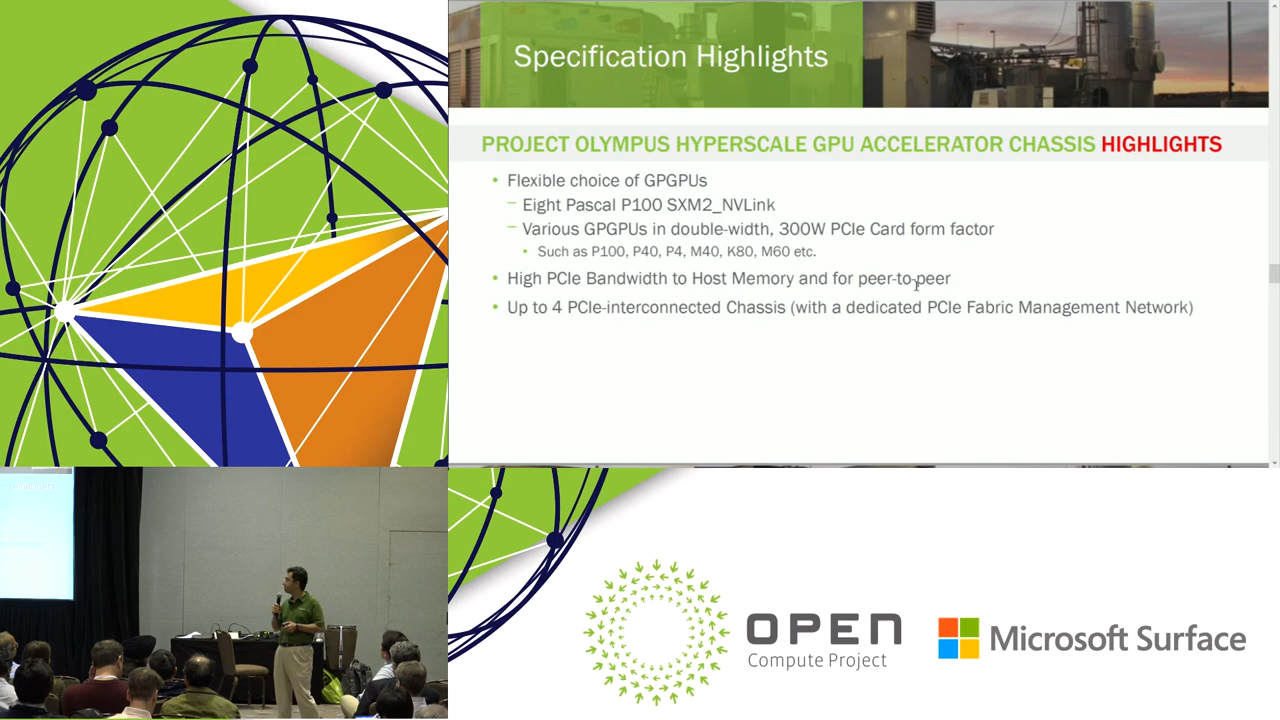 Specification Highlights
PROJECT OLYMPUS HYPERSCALE GPU ACCELERATOR CHASSIS HIGHLIGHTS
• Flexible choice of GPGPUs
– Eight Pascal P100 SXM2_NVLink
– Various GPGPUs in double-width, 300W PCIe Card form factor
• Such as P100, P40, P4, M40, K80, M60 etc.
• High PCIe Bandwidth to Host Memory and for peer-to-peer
• Up to 4 PCIe-interconnected Chassis (with a dedicated PCIe Fabric Management Network)
HIGHLIGHTS
OPEN
Compute Project
Microsoft Surface